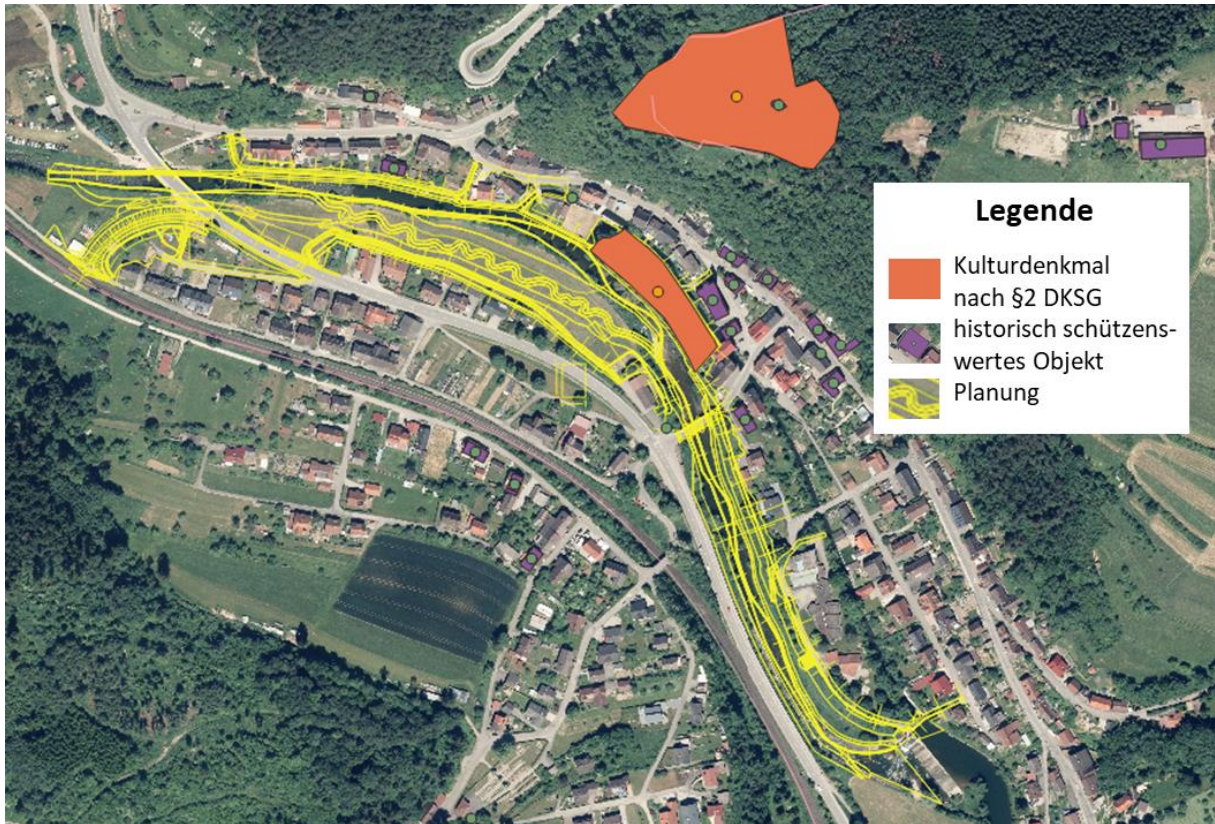 Legende
Kulturdenkmal
nach §2 DKSG
historisch schützens-
wertes Objekt
Planung